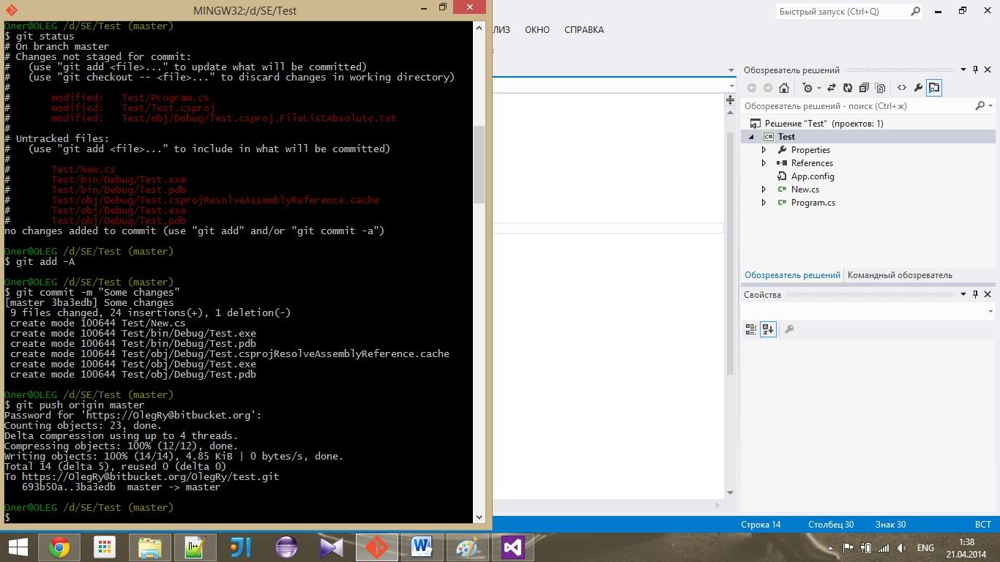 MINGW32:/d/SE/Test
Олег@OLEG /d/SE/Test (master)
$ git status
# On branch master
# Changes not staged for commit:
#   (use "git add <file>..." to update what will be committed)
#   (use "git checkout -- <file>..." to discard changes in working directory)
#
#       modified:   Test/Program.cs
#       modified:   Test/Test.csproj
#       modified:   Test/obj/Debug/Test.csproj.FileListAbsolute.txt
#
# Untracked files:
#   (use "git add <file>..." to include in what will be committed)
#
#       Test/New.cs
#       Test/bin/Debug/Test.exe
#       Test/bin/Debug/Test.pdb
#       Test/obj/Debug/Test.csprojResolveAssemblyReference.cache
#       Test/obj/Debug/Test.exe
#       Test/obj/Debug/Test.pdb
no changes added to commit (use "git add" and/or "git commit -a")
Олег@OLEG /d/SE/Test (master)
$ git add -A
Олег@OLEG /d/SE/Test (master)
$ git commit -m "Some changes"
[master 3ba3edb] Some changes
 9 files changed, 24 insertions(+), 1 deletion(-)
 create mode 100644 Test/New.cs
 create mode 100644 Test/bin/Debug/Test.exe
 create mode 100644 Test/bin/Debug/Test.pdb
 create mode 100644 Test/obj/Debug/Test.csprojResolveAssemblyReference.cache
 create mode 100644 Test/obj/Debug/Test.exe
 create mode 100644 Test/obj/Debug/Test.pdb
Олег@OLEG /d/SE/Test (master)
$ git push origin master
Password for 'https://OlegRy@bitbucket.org':
Counting objects: 23, done.
Delta compression using up to 4 threads.
Compressing objects: 100% (12/12), done.
Writing objects: 100% (14/14), 4.85 KiB | 0 bytes/s, done.
Total 14 (delta 5), reused 0 (delta 0)
To https://OlegRy@bitbucket.org/OlegRy/test.git
   693b50a..3ba3edb  master -> master
Олег@OLEG /d/SE/Test (master)
$
Быстрый запуск (Ctrl+Q)
ЛИЗ ОКНО СПРАВКА
Обозреватель решений
Обозреватель решений - поиск (Ctrl+ж)
Решение "Test" (проектов: 1)
C# Test
Properties
References
App.config
C# New.cs
C# Program.cs
Обозреватель решений Командный обозреватель
Свойства
Строка 14 Столбец 30 Знак 30 ВСТ
ENG
1:38
21.04.2014